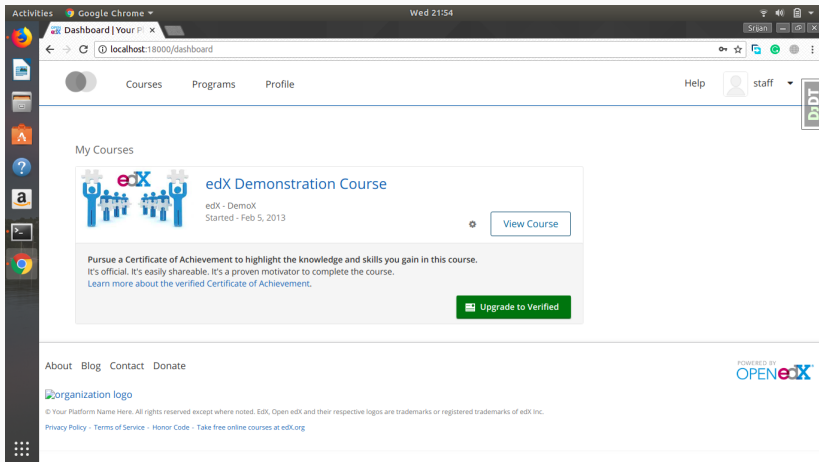 Activities Google Chrome Wed 21:54
Dashboard | Your Pl Srijan
localhost:18000/dashboard
Courses Programs Profile Help staff
DjDT
My Courses
edX
edX Demonstration Course
edX - DemoX
Started - Feb 5, 2013
View Course
Pursue a Certificate of Achievement to highlight the knowledge and skills you gain in this course.
It's official. It's easily shareable. It's a proven motivator to complete the course.
Learn more about the verified Certificate of Achievement.
Upgrade to Verified
About Blog Contact Donate
POWERED BY
OPEN edX
organization logo
© Your Platform Name Here. All rights reserved except where noted. EdX, Open edX and their respective logos are trademarks or registered trademarks of edX Inc.
Privacy Policy - Terms of Service - Honor Code - Take free online courses at edX.org